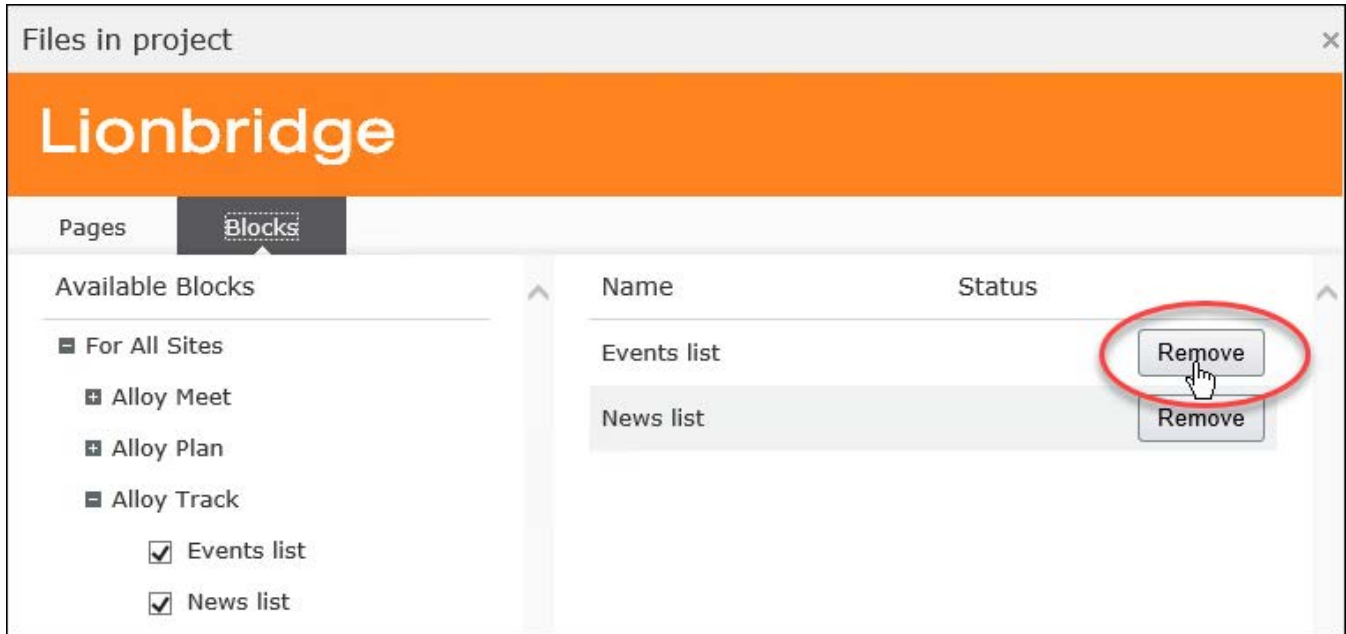 Files in project
Lionbridge
Pages Blocks
Available Blocks
For All Sites
Alloy Meet
Alloy Plan
Alloy Track
Events list
News list
Name Status
Events list Remove
News list Remove